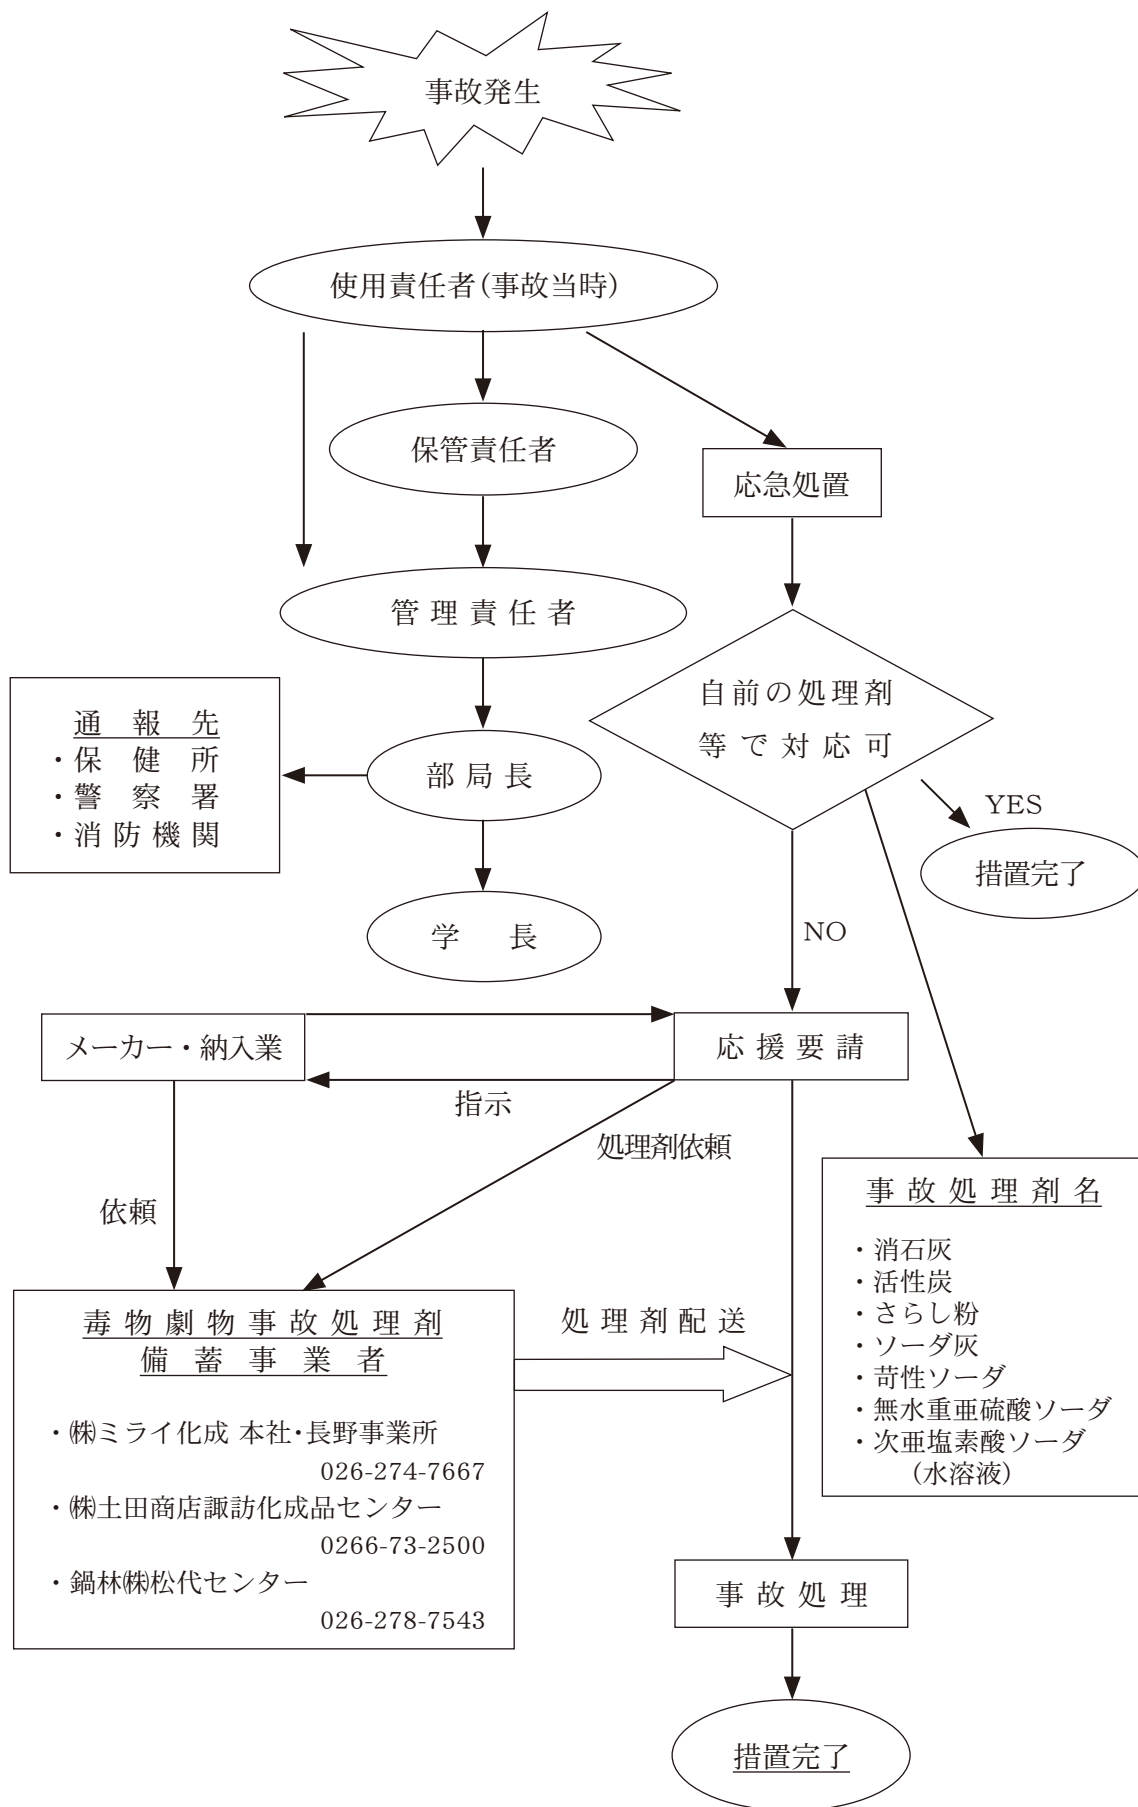 事故発生
使用責任者(事故当時)
保管責任者
応急処置
管理責任者
自前の処理剤
等で対応可
通報先
・保健所
・警察署
・消防機関
部局長
YES
措置完了
学長
NO
メーカー・納入業
応援要請
指示
処理剤依頼
依頼
事故処理剤名
・消石灰
・活性炭
・さらし粉
・ソーダ灰
・苛性ソーダ
・無水重亜硫酸ソーダ
・次亜塩素酸ソーダ
（水溶液）
毒物劇物事故処理剤
備蓄事業者
・㈱ミライ化成 本社・長野事業所
026-274-7667
・㈱土田商店諏訪化成品センター
0266-73-2500
・鍋林㈱松代センター
026-278-7543
処理剤配送
事故処理
措置完了